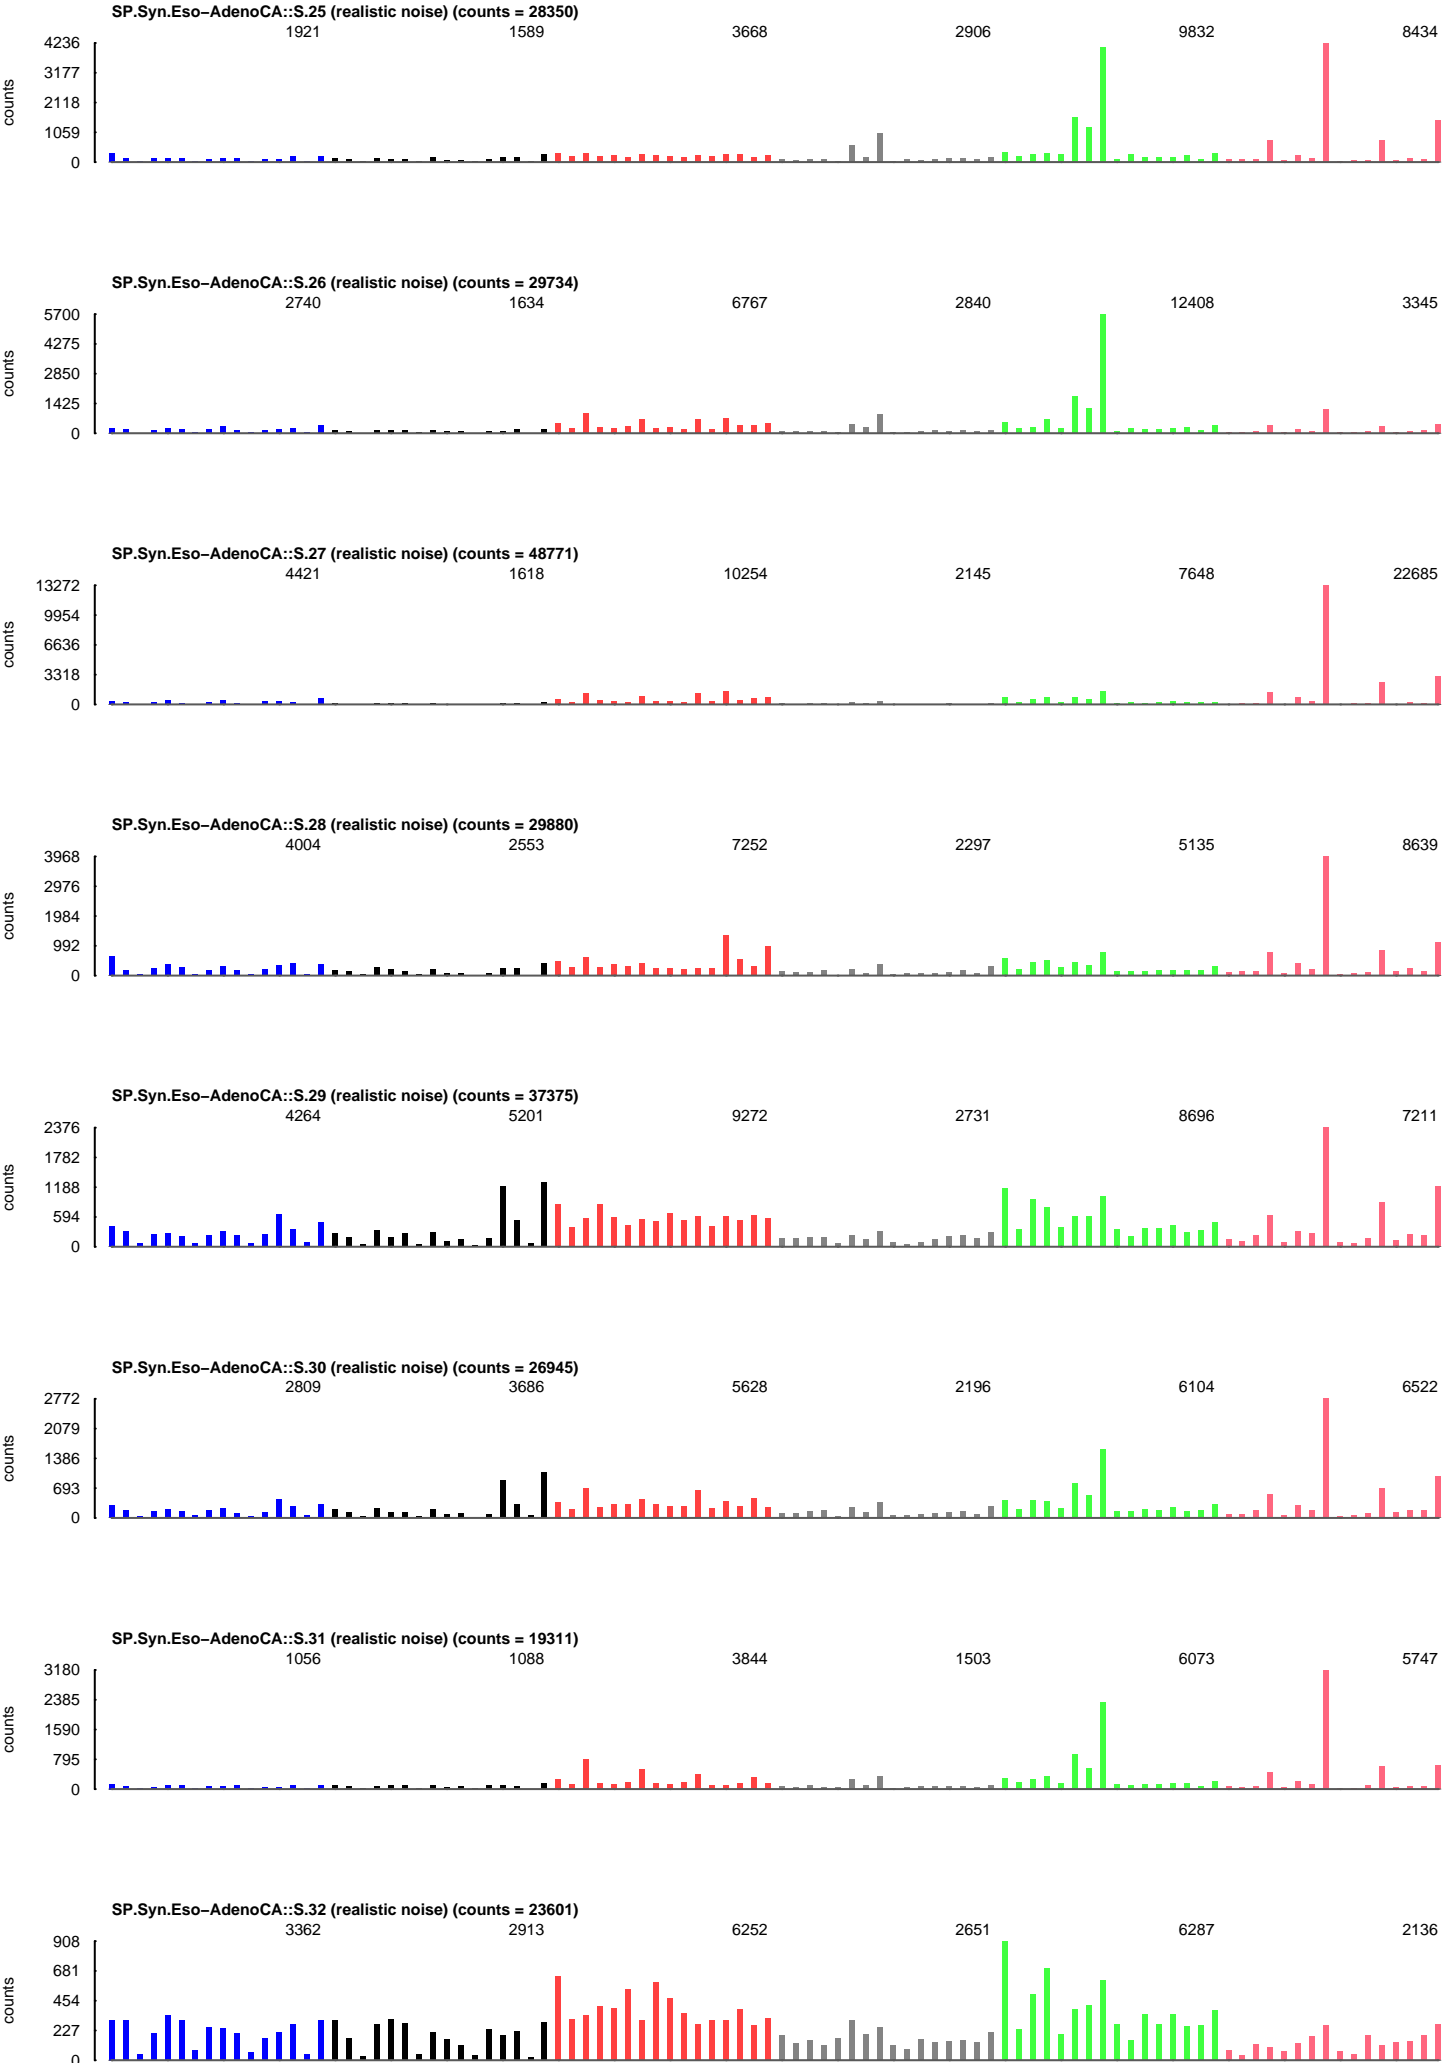 SP.Syn.Eso−AdenoCA::S.25 (realistic noise) (counts = 28350)
1921 1589 3668 2906 9832 8434
4236
3177
2118
1059
0
counts
SP.Syn.Eso−AdenoCA::S.26 (realistic noise) (counts = 29734)
2740 1634 6767 2840 12408 3345
5700
4275
2850
1425
0
counts
SP.Syn.Eso−AdenoCA::S.27 (realistic noise) (counts = 48771)
4421 1618 10254 2145 7648 22685
13272
9954
6636
3318
0
counts
SP.Syn.Eso−AdenoCA::S.28 (realistic noise) (counts = 29880)
4004 2553 7252 2297 5135 8639
3968
2976
1984
992
0
counts
SP.Syn.Eso−AdenoCA::S.29 (realistic noise) (counts = 37375)
4264 5201 9272 2731 8696 7211
2376
1782
1188
594
0
counts
SP.Syn.Eso−AdenoCA::S.30 (realistic noise) (counts = 26945)
2809 3686 5628 2196 6104 6522
2772
2079
1386
693
0
counts
SP.Syn.Eso−AdenoCA::S.31 (realistic noise) (counts = 19311)
1056 1088 3844 1503 6073 5747
3180
2385
1590
795
0
counts
SP.Syn.Eso−AdenoCA::S.32 (realistic noise) (counts = 23601)
3362 2913 6252 2651 6287 2136
908
681
454
227
0
counts